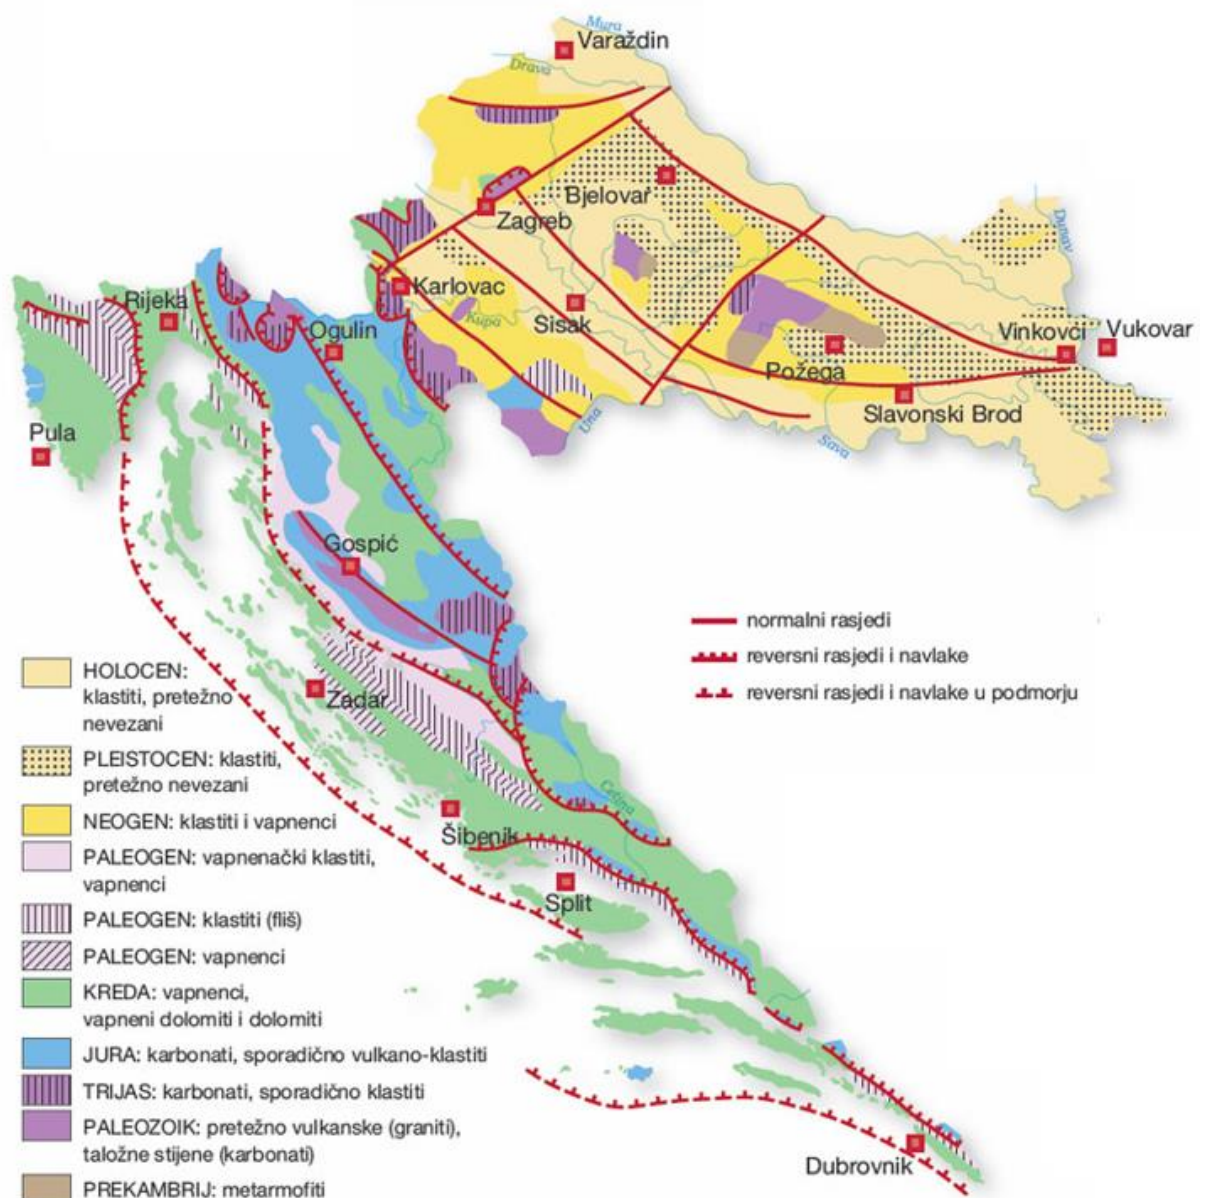 Mura
Varaždin
Drava
Bjelovar
Zagreb
Dunav
Karlovac
Kupa
Rijeka
Sisak
Ogulin
Vinkovci
Vukovar
Požega
Slavonski Brod
Una
Sava
Pula
Gospić
normalni rasjedi
reversni rasjedi i navlake
reversni rasjedi i navlake u podmorju
Zadar
Cetina
Šibenik
Split
Dubrovnik
HOLOCEN:
klastiti, pretežno
nevezani
PLEISTOCEN: klastiti,
pretežno nevezani
NEOGEN: klastiti i vapnenci
PALEOGEN: vapnenački klastiti,
vapnenci
PALEOGEN: klastiti (fliš)
PALEOGEN: vapnenci
KREDA: vapnenci,
vapneni dolomiti i dolomiti
JURA: karbonati, sporadično vulkano-klastiti
TRIJAS: karbonati, sporadično klastiti
PALEOZOIK: pretežno vulkanske (graniti),
taložne stijene (karbonati)
PREKAMBRIJ: metarmofiti